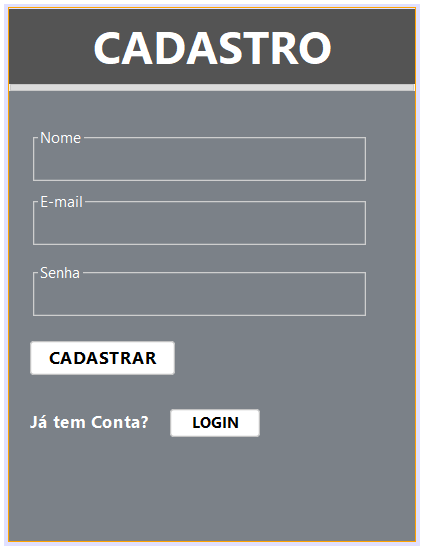 CADASTRO
Nome
E-mail
Senha
CADASTRAR
Já tem Conta? LOGIN